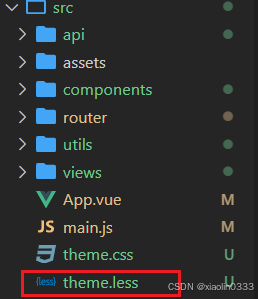 src
api
assets
components
router
utils
views
App.vue M
JS main.js M
theme.css U
{less} theme.less U
CSDN @xiaolin0333